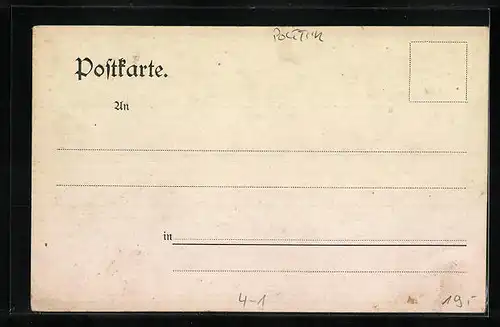 Postkarte.
An
in
4-1
19,-